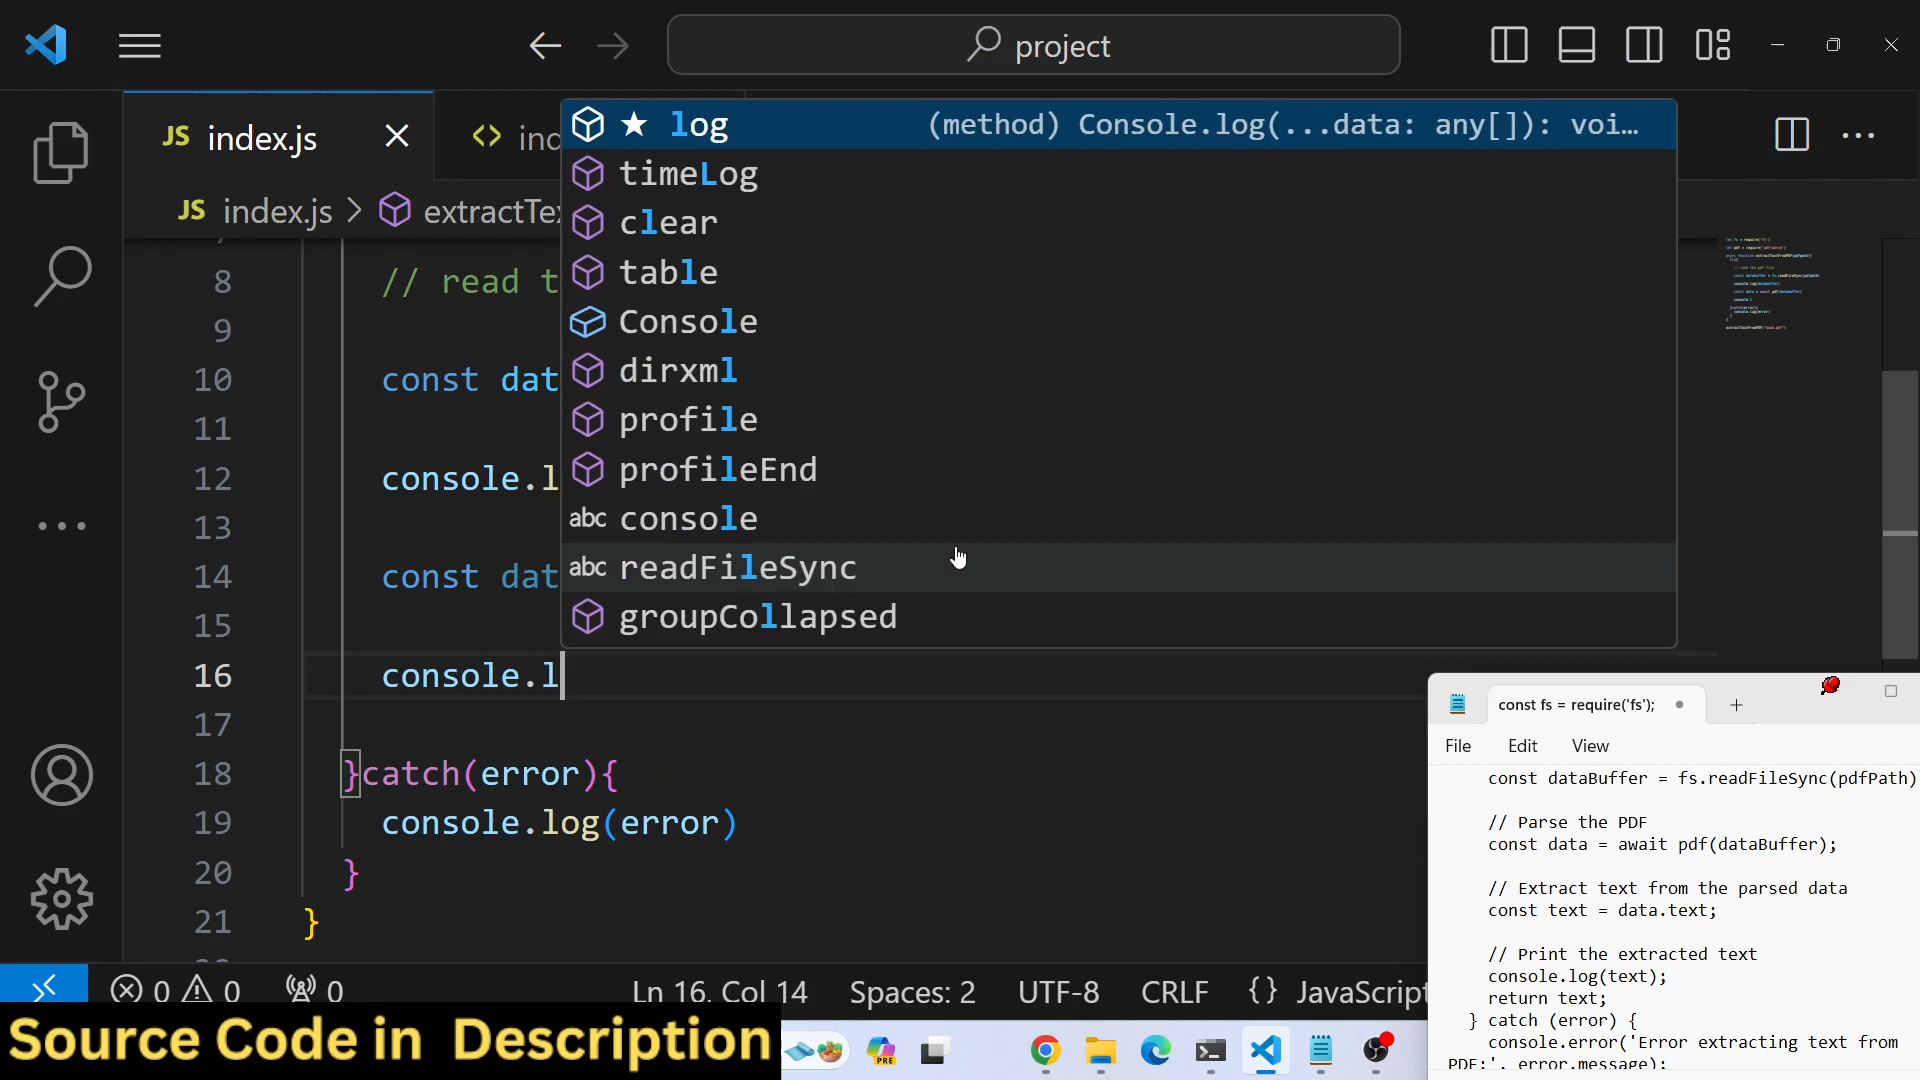 project
JS index.js
<> ind
JS index.js > extractTex
★ log (method) Console.log(...data: any[]): voi…
timeLog
clear
table
Console
dirxml
profile
profileEnd
abc console
abc readFileSync
groupCollapsed
8 // read t
9
10 const dat
11
12 console.l
13
14 const dat
15
16 console.l
17
18 }catch(error){
19 console.log(error)
20 }
21 }
const fs = require('fs');
File Edit View
const dataBuffer = fs.readFileSync(pdfPath)
// Parse the PDF
const data = await pdf(dataBuffer);
// Extract text from the parsed data
const text = data.text;
// Print the extracted text
console.log(text);
return text;
} catch (error) {
console.error('Error extracting text from
PDF:', error.message);
0 0 0 Ln 16, Col 14 Spaces: 2 UTF-8 CRLF {} JavaScript
Source Code in Description
PRE